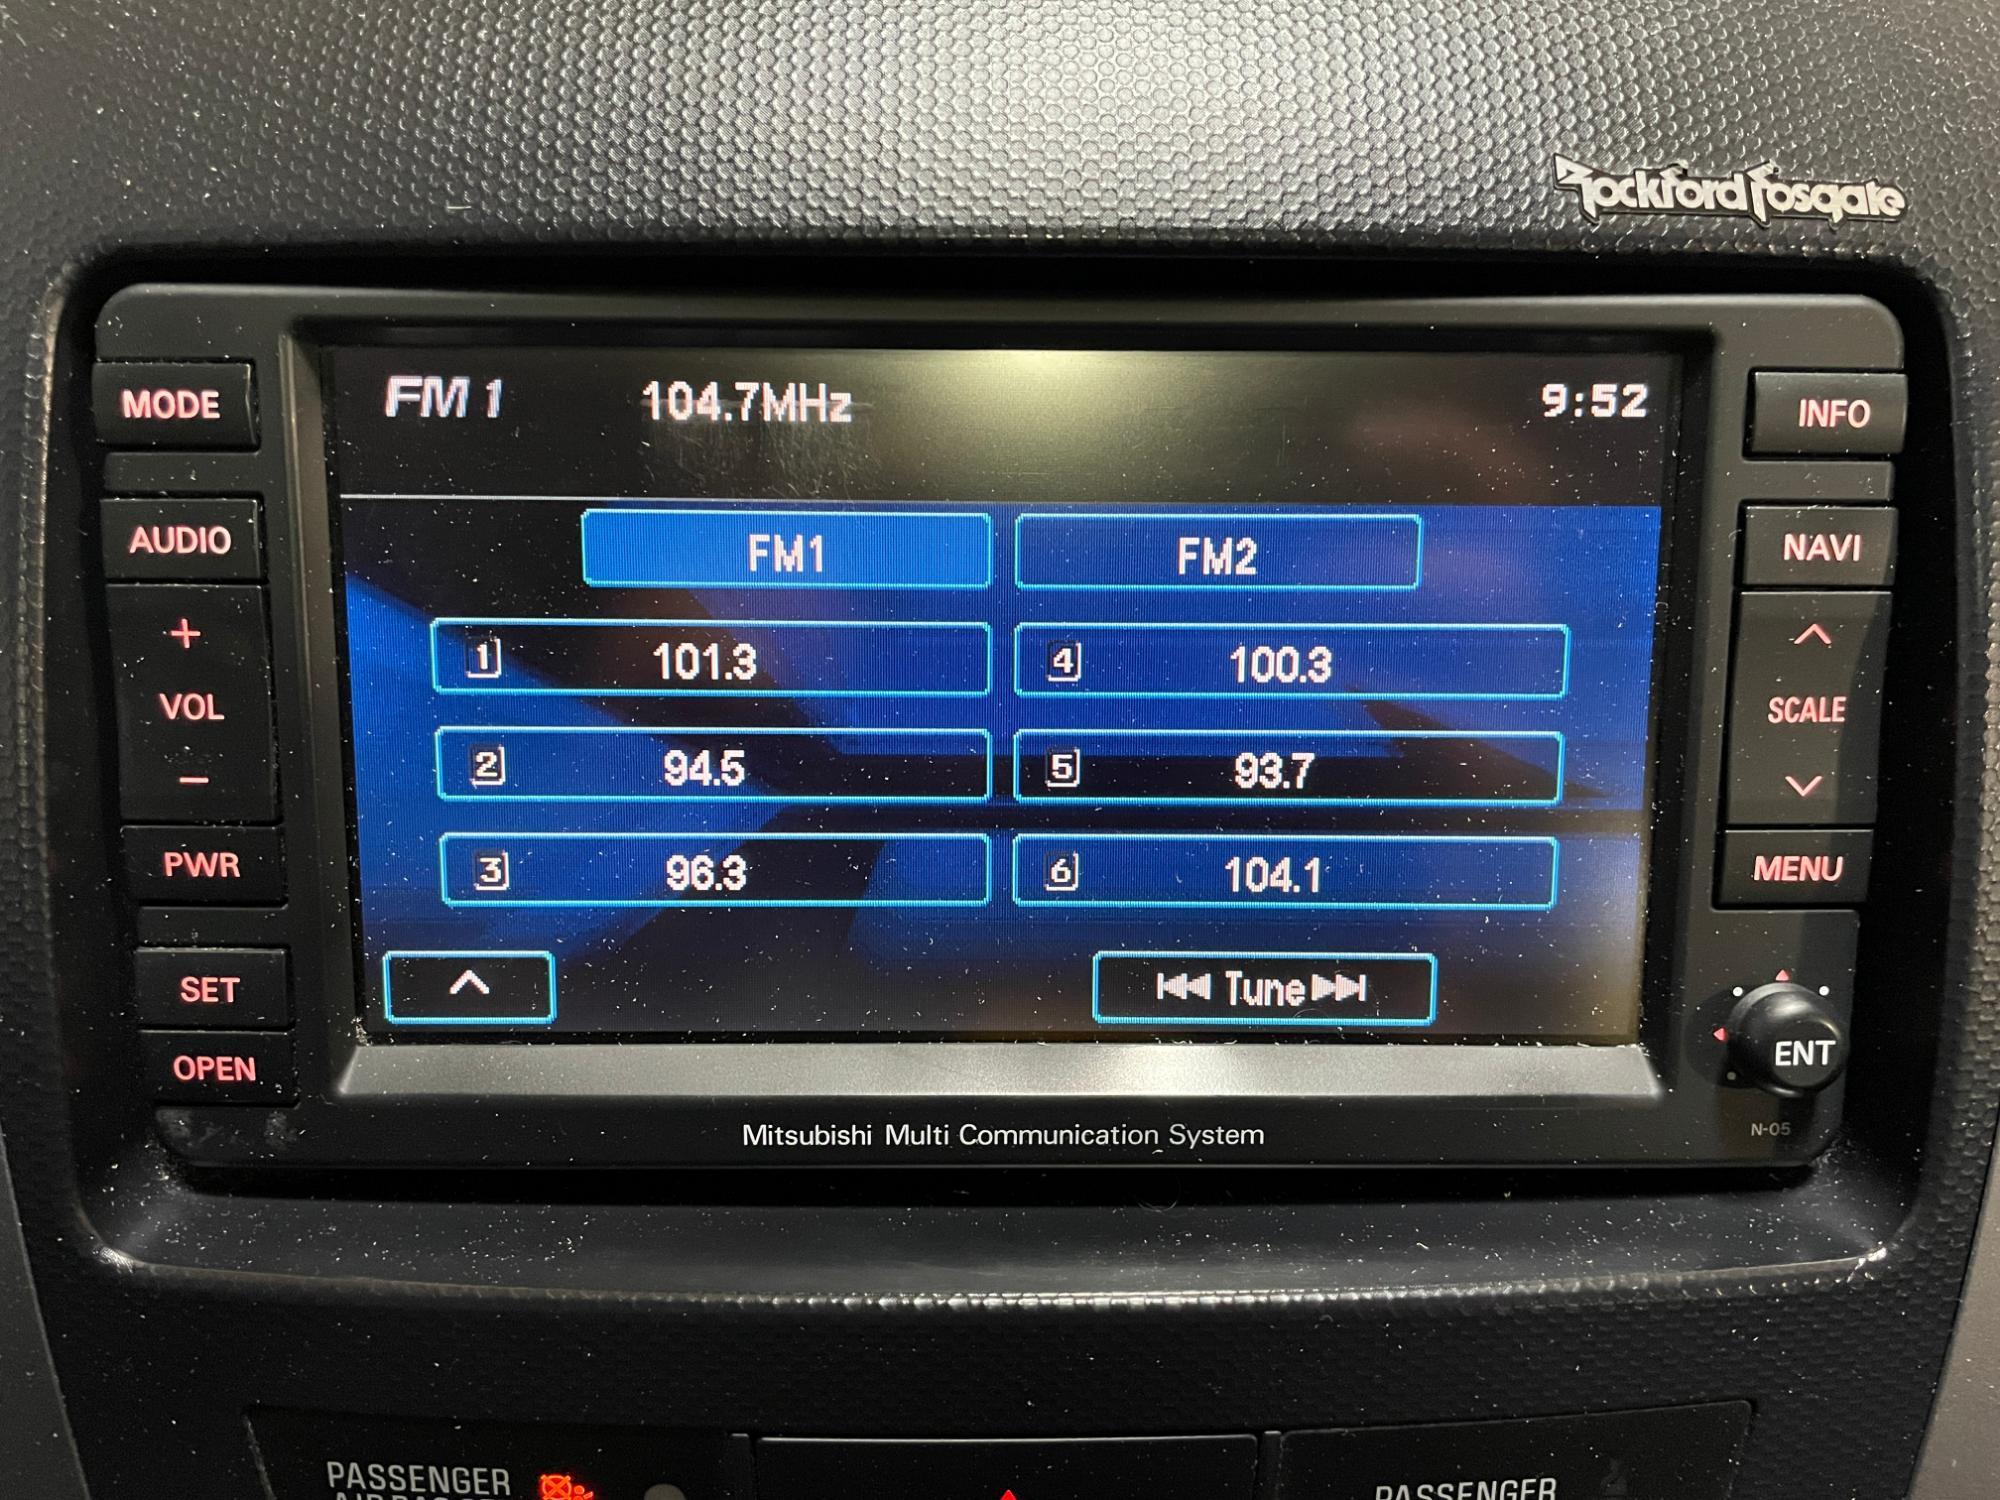 Rockford Fosgate
FM 1 104.7MHz 9:52
MODE
AUDIO
+
VOL
−
PWR
SET
OPEN
FM1 FM2
1 101.3 4 100.3
2 94.5 5 93.7
3 96.3 6 104.1
Tune
INFO
NAVI
SCALE
MENU
ENT
N-05
Mitsubishi Multi Communication System
PASSENGER
PASSENGER